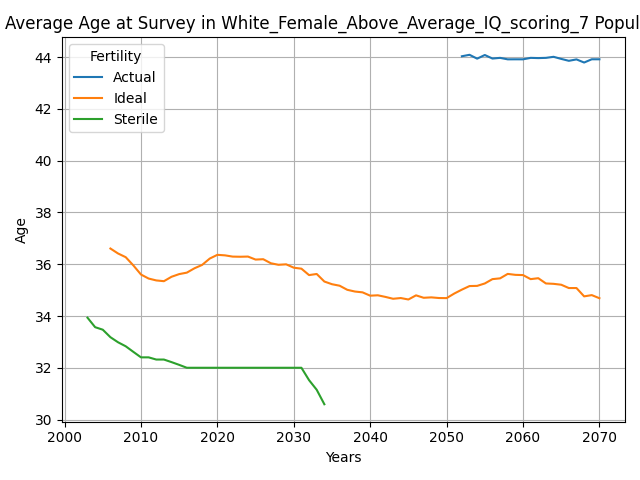 Average Age at Survey in White_Female_Above_Average_IQ_scoring_7 Popul
Fertility
Actual
Ideal
Sterile
44
42
40
38
36
34
32
30
Age
2000 2010 2020 2030 2040 2050 2060 2070
Years